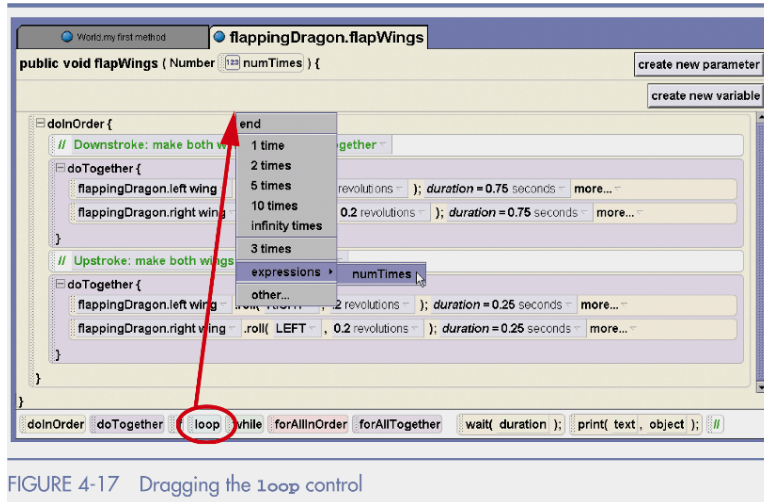 World.my first method flappingDragon.flapWings
public void flapWings ( Number 123 numTimes ) {
create new parameter
create new variable
doInOrder {
end
// Downstroke: make both w gether
1 time
doTogether {
2 times
flappingDragon.left wing revolutions ); duration = 0.75 seconds more...
5 times
flappingDragon.right wing 0.2 revolutions ); duration = 0.75 seconds more...
10 times
infinity times
}
3 times
// Upstroke: make both wings
expressions numTimes
doTogether {
other...
flappingDragon.left wing .roll( RIGHT , .2 revolutions ); duration = 0.25 seconds more...
flappingDragon.right wing .roll( LEFT , 0.2 revolutions ); duration = 0.25 seconds more...
}
}
}
doInOrder doTogether loop while forAllInOrder forAllTogether wait( duration ); print( text , object ); //
FIGURE 4-17 Dragging the loop control